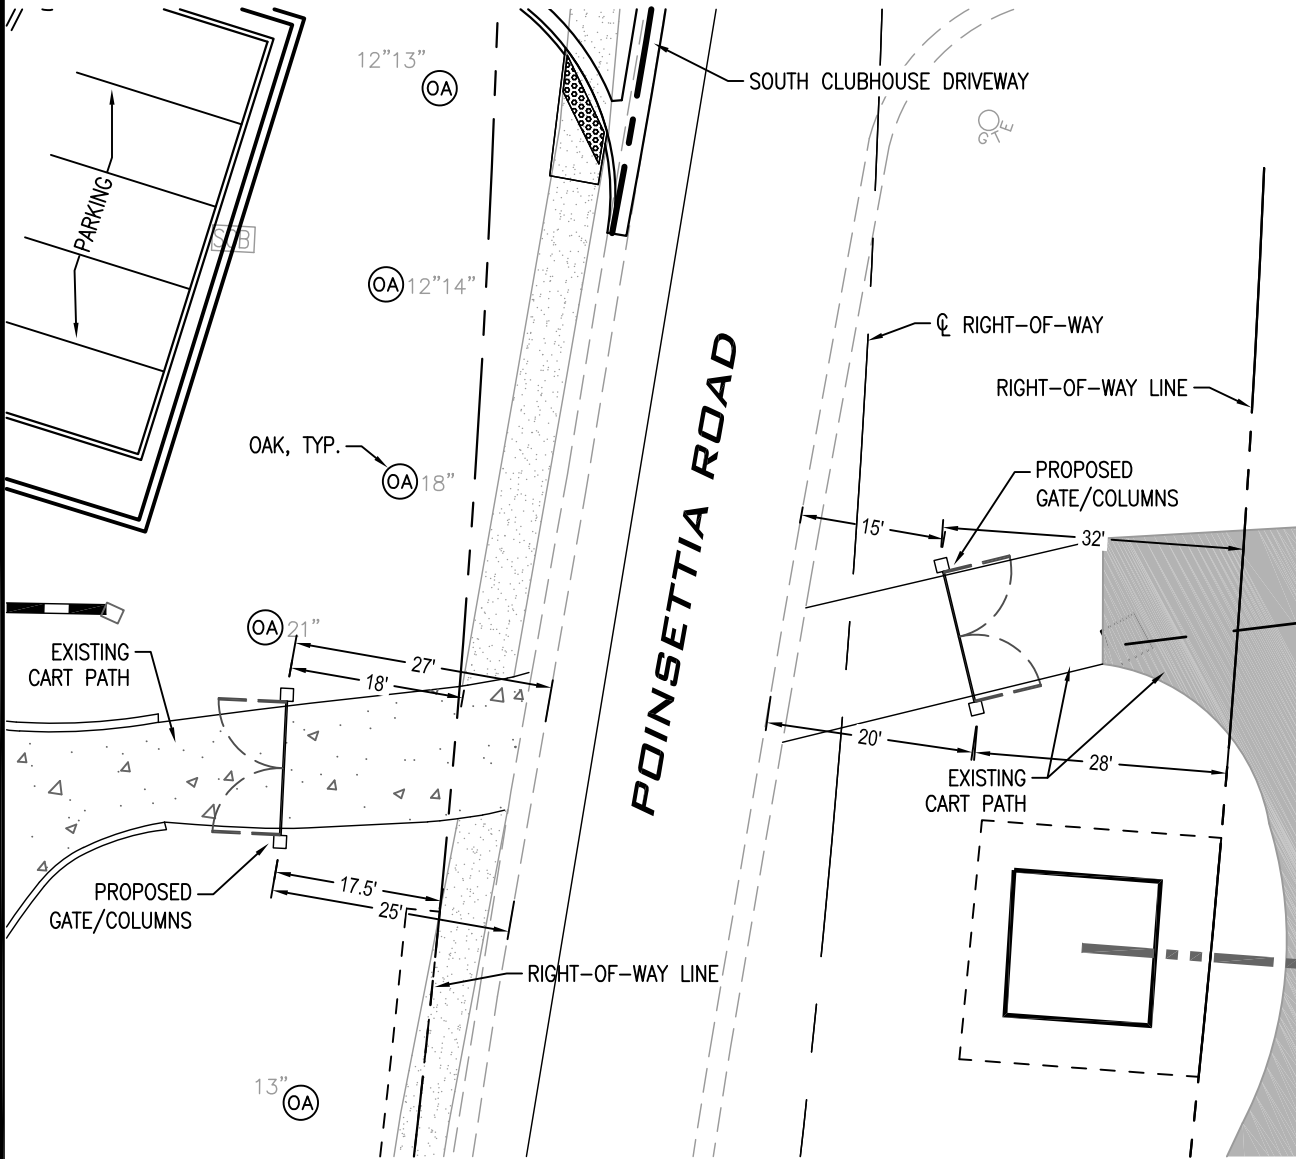 12"13"
OA
SOUTH CLUBHOUSE DRIVEWAY
GTE
PARKING
SCB
OA 12"14"
℄ RIGHT-OF-WAY
RIGHT-OF-WAY LINE
POINSETTIA ROAD
OAK, TYP.
OA 18"
PROPOSED
GATE/COLUMNS
15'
32'
OA 21"
EXISTING
CART PATH
27'
18'
20'
28'
EXISTING
CART PATH
PROPOSED
GATE/COLUMNS
17.5'
25'
RIGHT-OF-WAY LINE
13"
OA